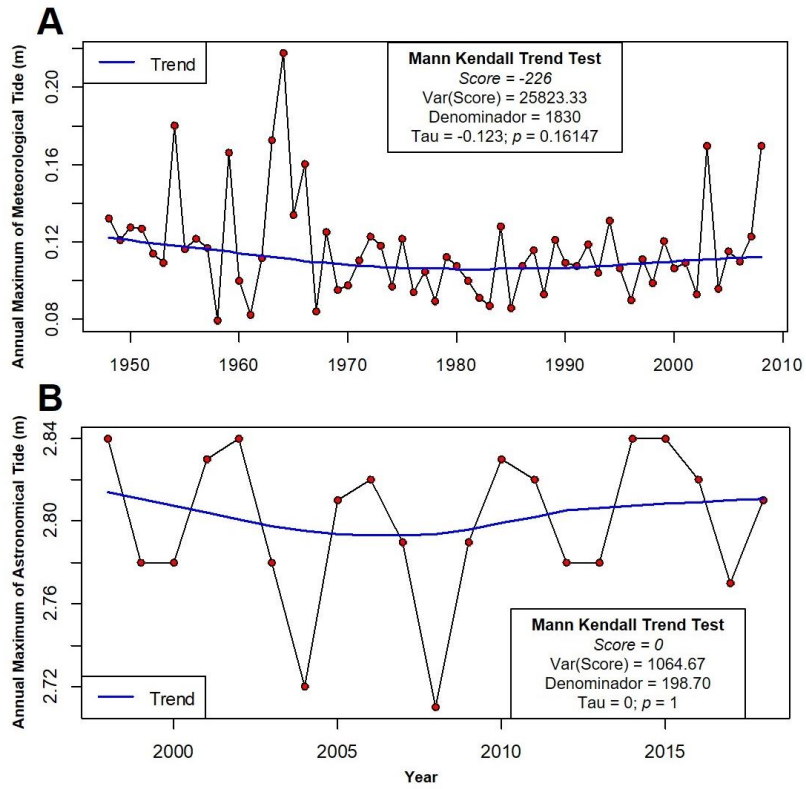 A
Annual Maximum of Meteorological Tide (m)
0.20
0.16
0.12
0.08
Trend
Mann Kendall Trend Test
Score = -226
Var(Score) = 25823.33
Denominador = 1830
Tau = -0.123; p = 0.16147
1950 1960 1970 1980 1990 2000 2010
B
Annual Maximum of Astronomical Tide (m)
2.84
2.80
2.76
2.72
Mann Kendall Trend Test
Score = 0
Var(Score) = 1064.67
Denominador = 198.70
Tau = 0; p = 1
Trend
2000 2005 2010 2015
Year